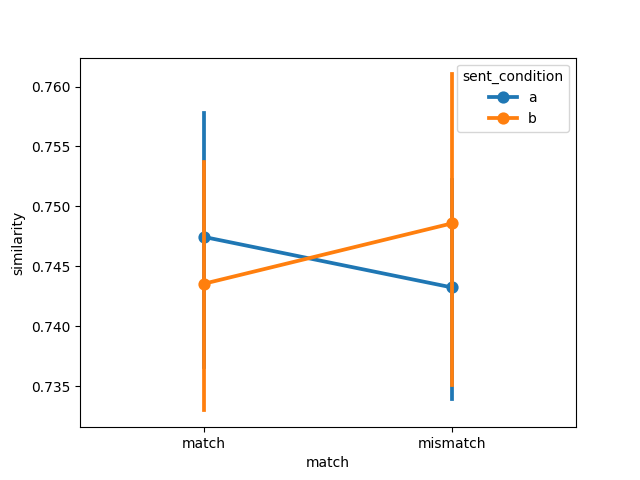 sent_condition
a
b
0.760
0.755
0.750
0.745
0.740
0.735
similarity
match
mismatch
match